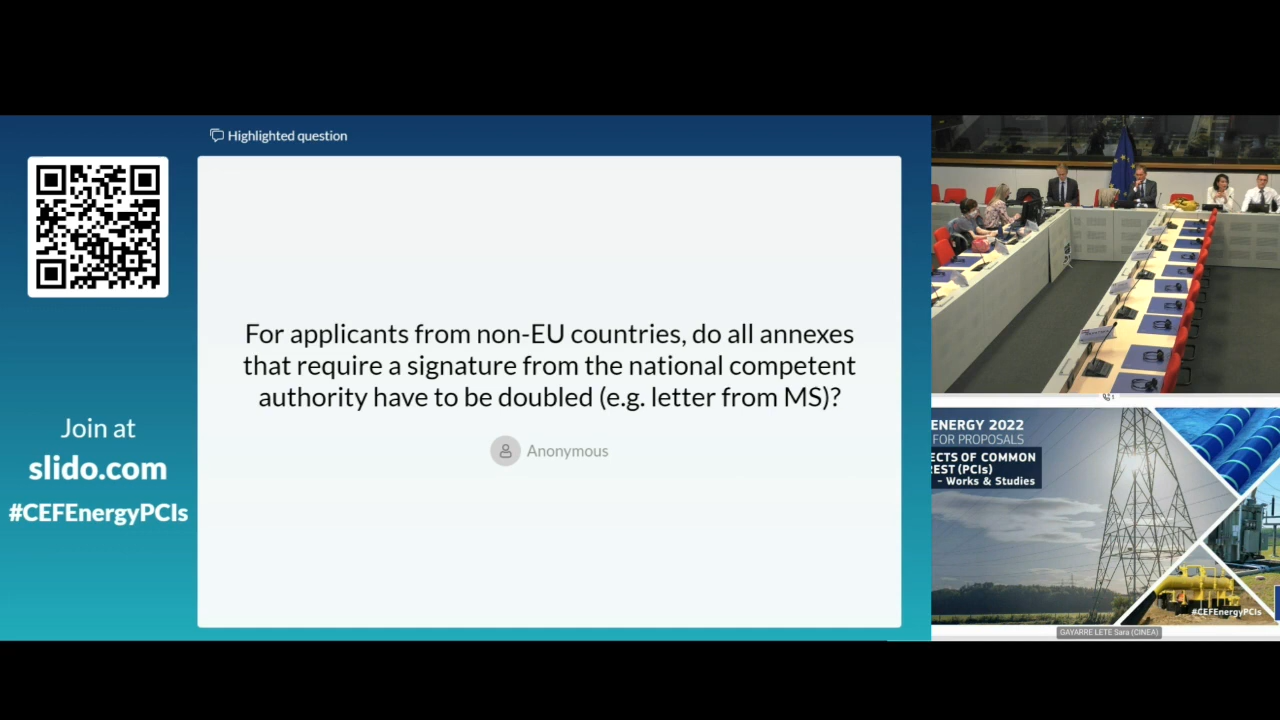 Highlighted question
For applicants from non-EU countries, do all annexes
that require a signature from the national competent
authority have to be doubled (e.g. letter from MS)?
Anonymous
Join at
slido.com
#CEFEnergyPCIs
ENERGY 2022
FOR PROPOSALS
ECTS OF COMMON
REST (PCIs)
- Works & Studies
#CEFEnergyPCIs
GAYARRE LETE Sara (CINEA)